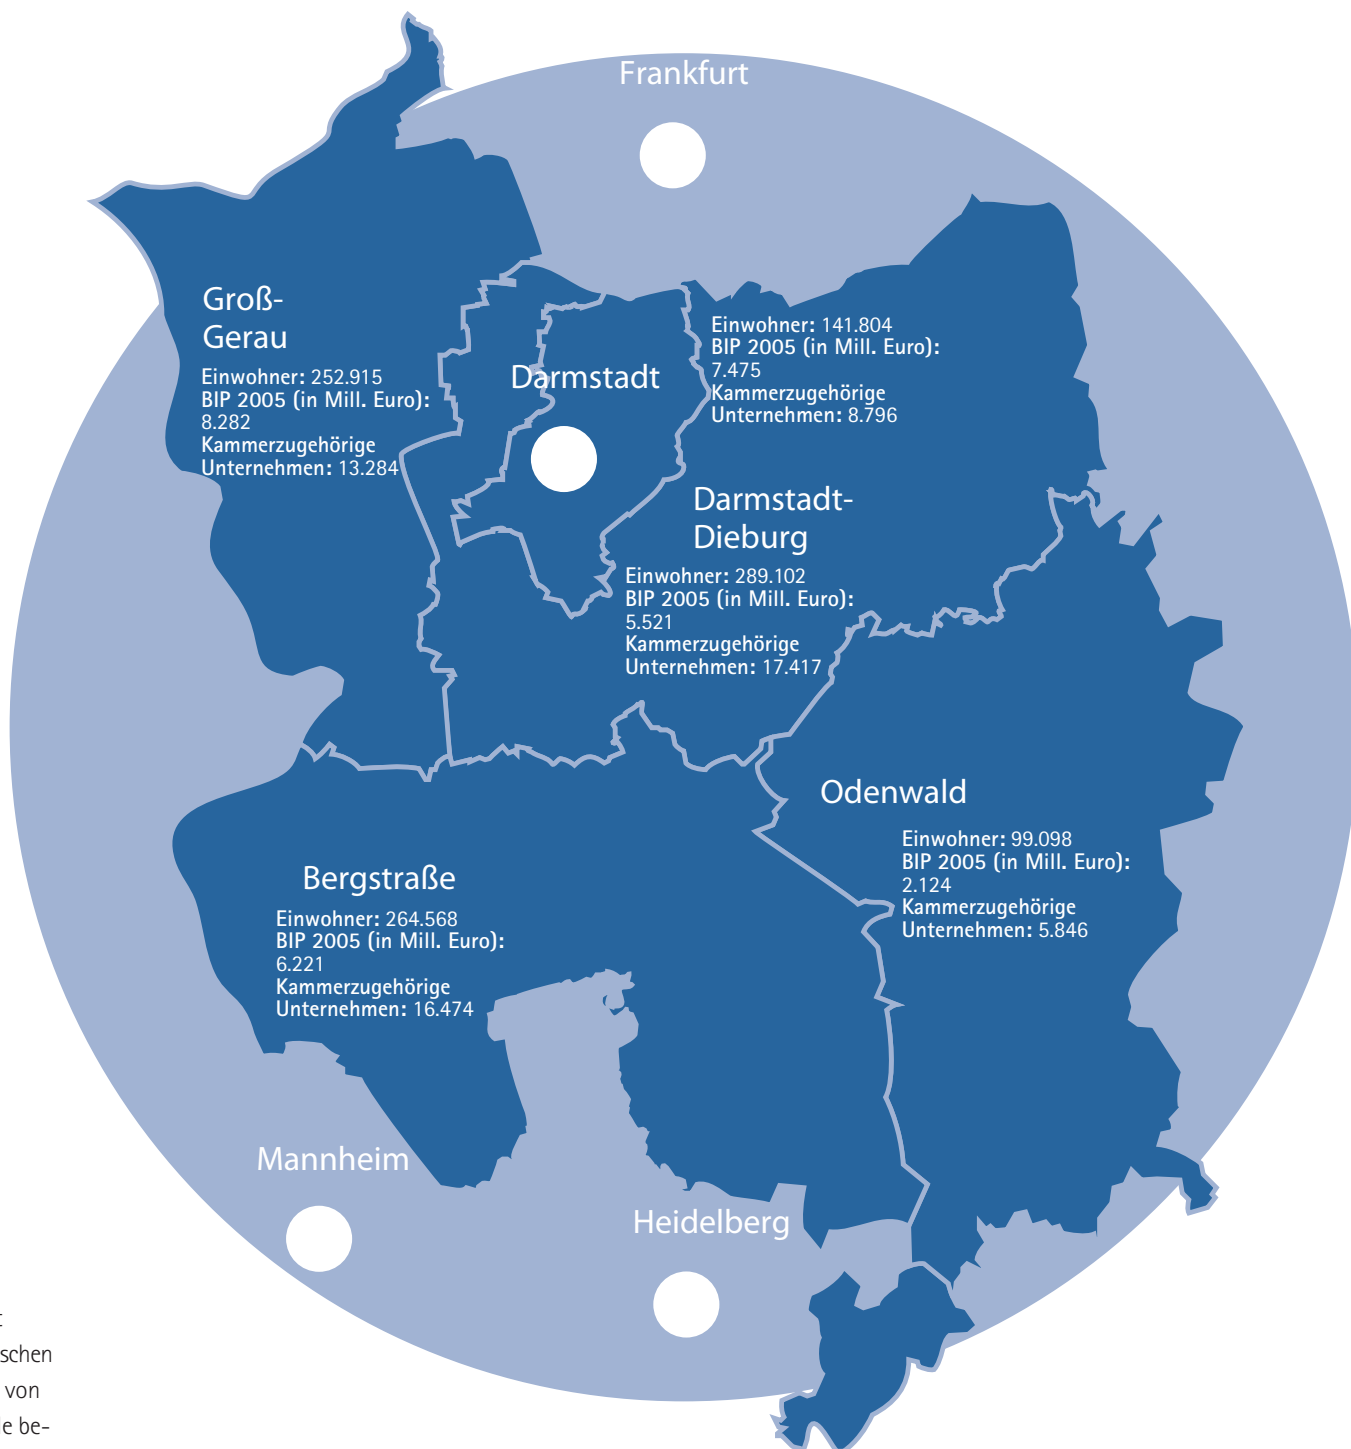 Frankfurt
Groß-
Gerau
Einwohner: 252.915
BIP 2005 (in Mill. Euro):
8.282
Kammerzugehörige
Unternehmen: 13.284
Darmstadt
Einwohner: 141.804
BIP 2005 (in Mill. Euro):
7.475
Kammerzugehörige
Unternehmen: 8.796
Darmstadt-
Dieburg
Einwohner: 289.102
BIP 2005 (in Mill. Euro):
5.521
Kammerzugehörige
Unternehmen: 17.417
Odenwald
Einwohner: 99.098
BIP 2005 (in Mill. Euro):
2.124
Kammerzugehörige
Unternehmen: 5.846
Bergstraße
Einwohner: 264.568
BIP 2005 (in Mill. Euro):
6.221
Kammerzugehörige
Unternehmen: 16.474
Mannheim
Heidelberg
schen
von
le be-